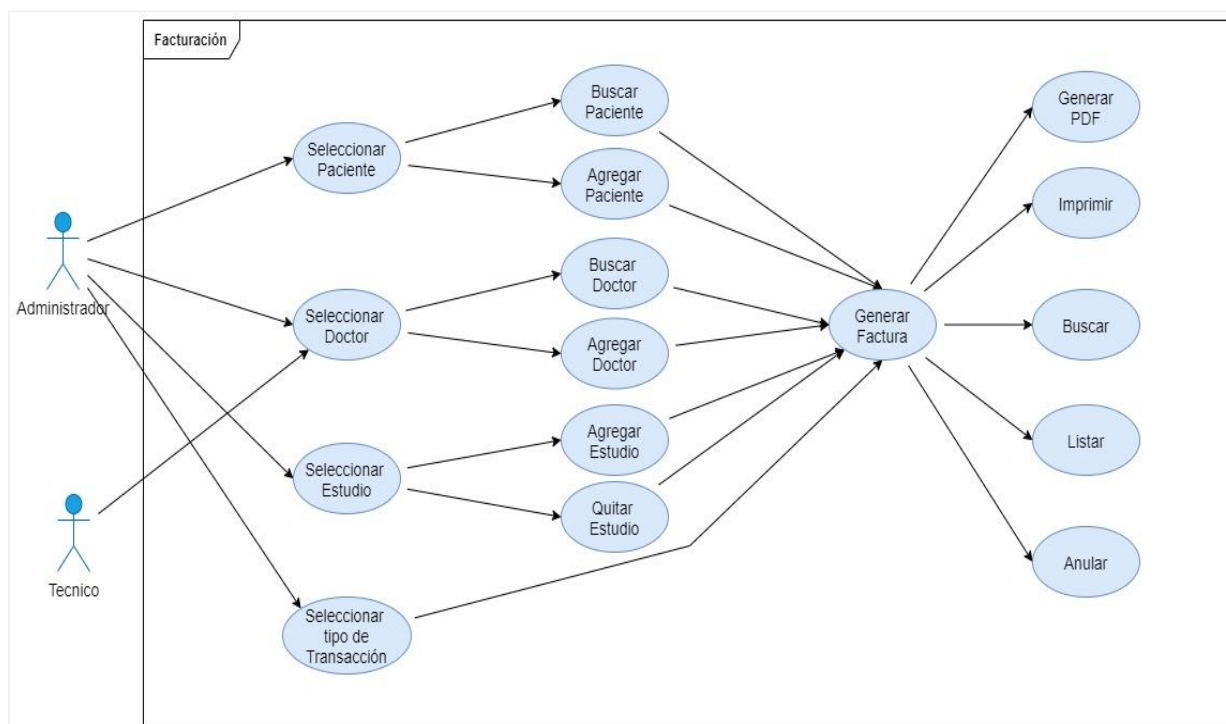 Facturación
Administrador
Tecnico
Seleccionar
Paciente
Seleccionar
Doctor
Seleccionar
Estudio
Seleccionar
tipo de
Transacción
Buscar
Paciente
Agregar
Paciente
Buscar
Doctor
Agregar
Doctor
Agregar
Estudio
Quitar
Estudio
Generar
Factura
Generar
PDF
Imprimir
Buscar
Listar
Anular